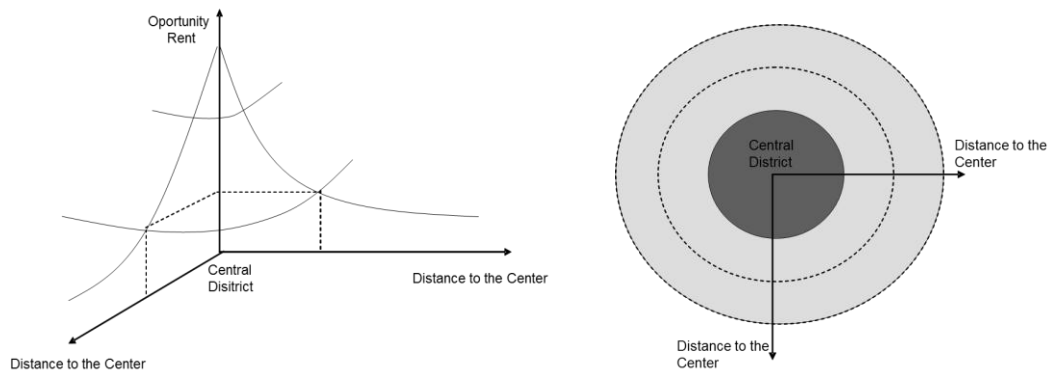 Oportunity
Rent
Central
Disitrict
Distance to the Center
Distance to the Center
Central
District
Distance to the
Center
Distance to the
Center